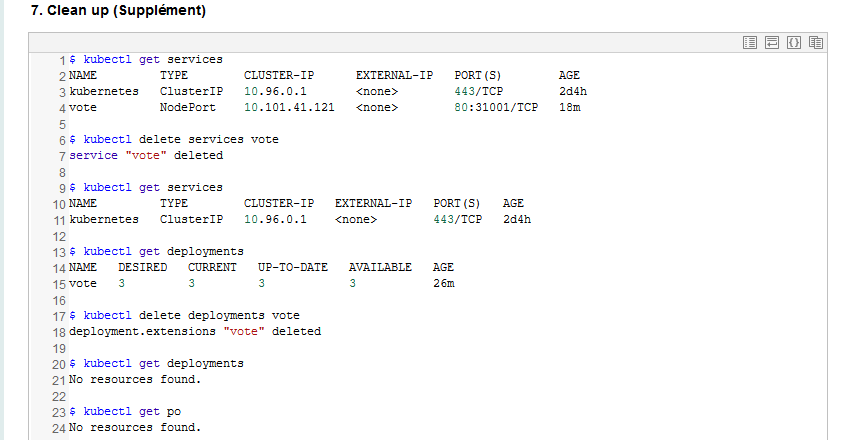 7. Clean up (Supplément)
1 $ kubectl get services
2 NAME         TYPE        CLUSTER-IP      EXTERNAL-IP   PORT(S)        AGE
3 kubernetes   ClusterIP   10.96.0.1       <none>        443/TCP        2d4h
4 vote         NodePort    10.101.41.121   <none>        80:31001/TCP   18m
5
6 $ kubectl delete services vote
7 service "vote" deleted
8
9 $ kubectl get services
10 NAME         TYPE        CLUSTER-IP   EXTERNAL-IP   PORT(S)   AGE
11 kubernetes   ClusterIP   10.96.0.1    <none>        443/TCP   2d4h
12
13 $ kubectl get deployments
14 NAME   DESIRED   CURRENT   UP-TO-DATE   AVAILABLE   AGE
15 vote   3         3         3            3           26m
16
17 $ kubectl delete deployments vote
18 deployment.extensions "vote" deleted
19
20 $ kubectl get deployments
21 No resources found.
22
23 $ kubectl get po
24 No resources found.